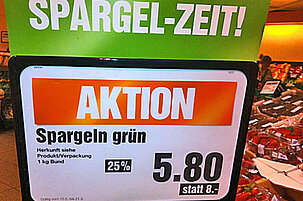 SPARGEL-ZEIT!
AKTION
Spargeln grün
Herkunft siehe
Produkt/Verpackung
1 kg Bund
25%
5.80
statt 8.-